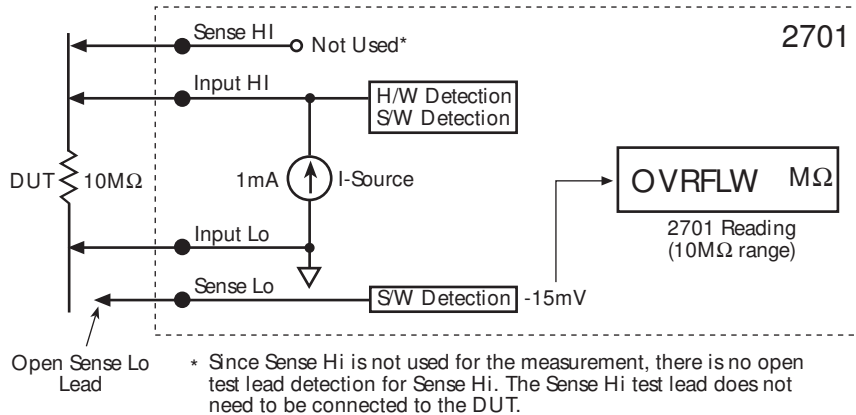 2701
Sense HI
Not Used*
Input HI
H/W Detection
S/W Detection
DUT
10MΩ
1mA
I-Source
OVRFLW MΩ
2701 Reading
(10MΩ range)
Input Lo
Sense Lo
S/W Detection
-15mV
Open Sense Lo
Lead
* Since Sense Hi is not used for the measurement, there is no open
test lead detection for Sense Hi. The Sense Hi test lead does not
need to be connected to the DUT.